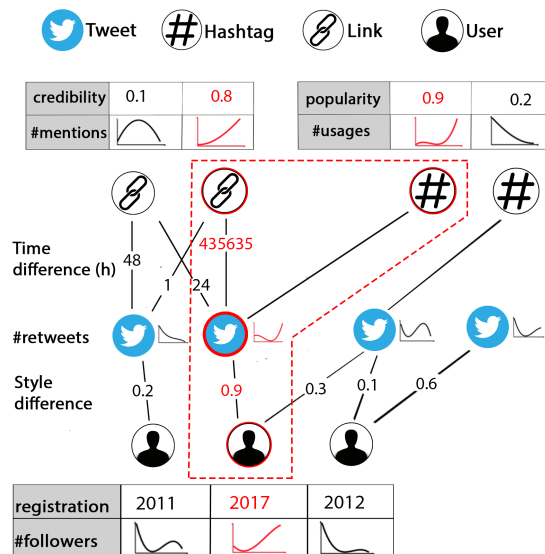 Tweet Hashtag Link User
credibility 0.1 0.8
#mentions
popularity 0.9 0.2
#usages
435635
Time
difference (h)
48
1 24
#retweets
Style
difference
0.2 0.9 0.3 0.1 0.6
registration 2011 2017 2012
#followers